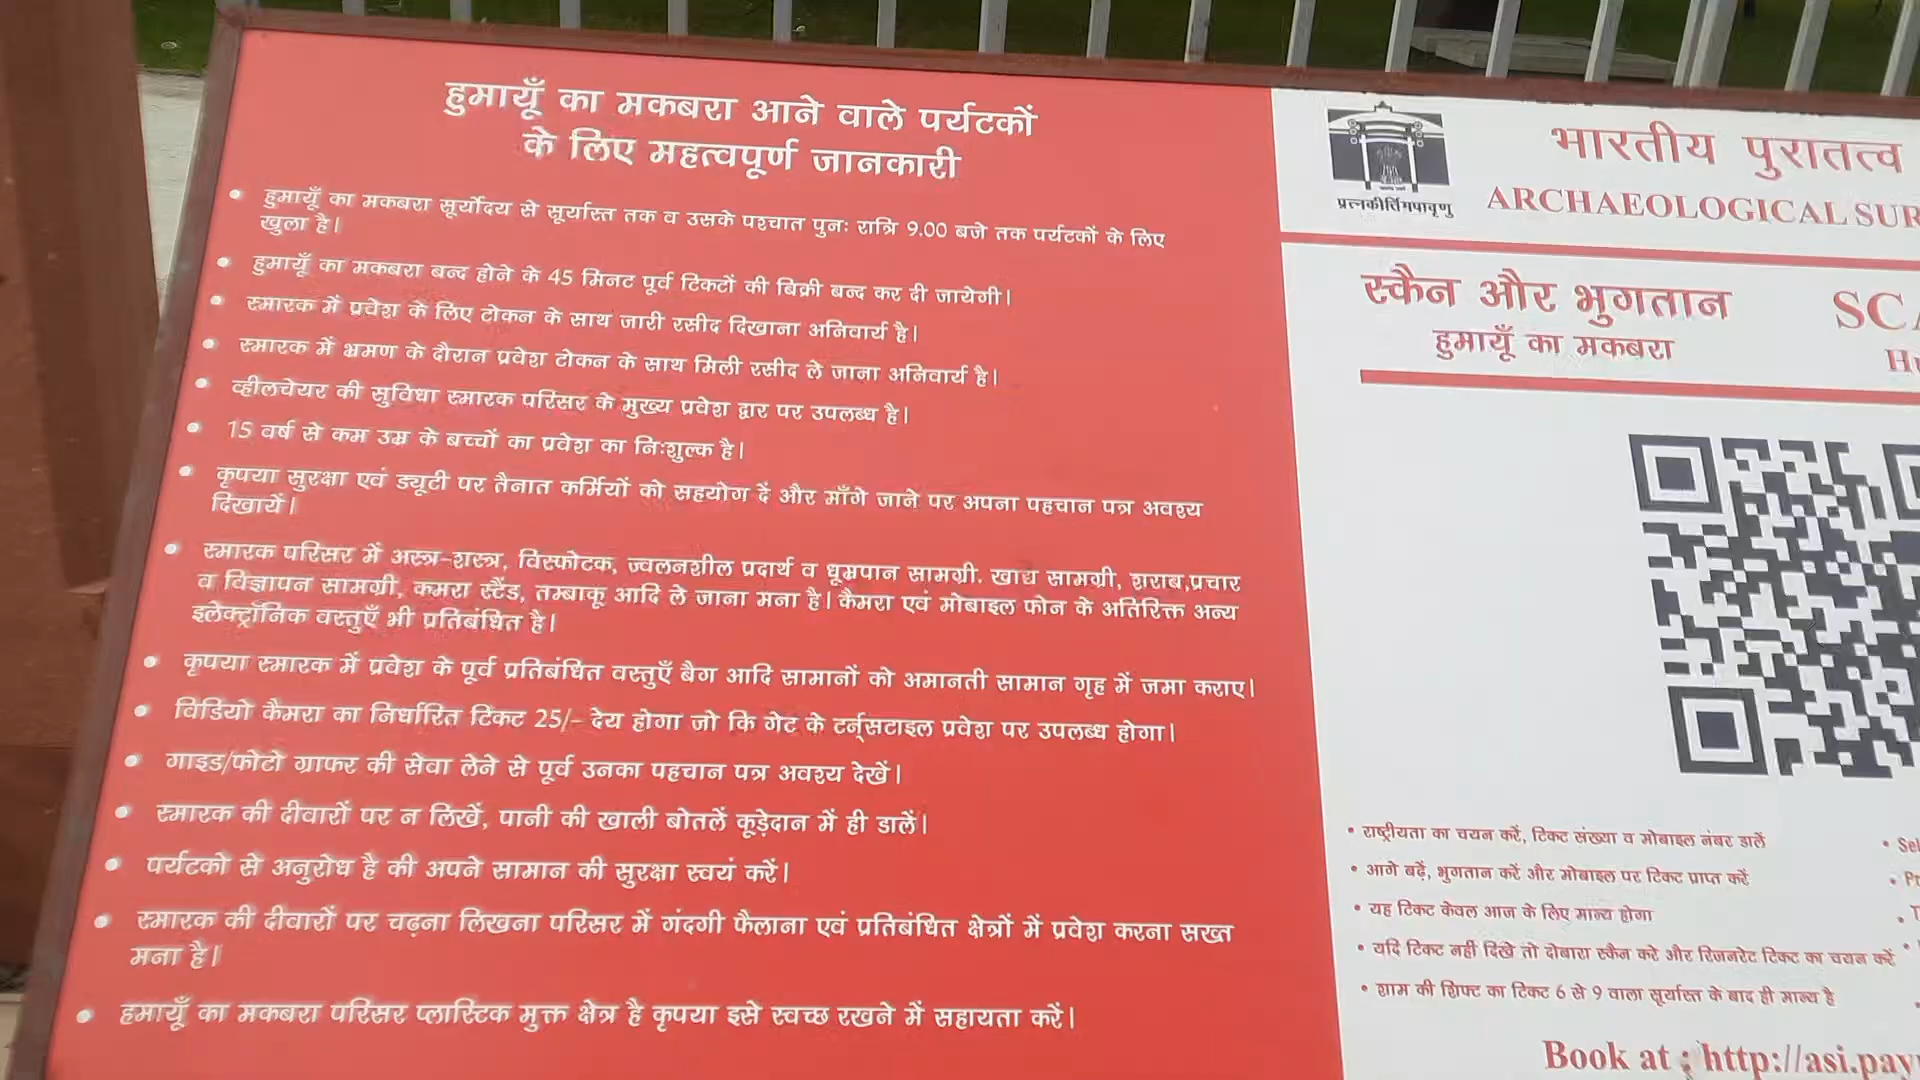 हुमायूँ का मकबरा आने वाले पर्यटकों
के लिए महत्वपूर्ण जानकारी
• हुमायूँ का मकबरा सूर्योदय से सूर्यास्त तक व उसके पश्चात पुनः रात्रि 9.00 बजे तक पर्यटकों के लिए
खुला है।
• हुमायूँ का मकबरा बन्द होने के 45 मिनट पूर्व टिकटों की बिक्री बन्द कर दी जायेगी।
• स्मारक में प्रवेश के लिए टोकन के साथ जारी रसीद दिखाना अनिवार्य है।
• स्मारक में भ्रमण के दौरान प्रवेश टोकन के साथ मिली रसीद ले जाना अनिवार्य है।
• व्हीलचेयर की सुविधा स्मारक परिसर के मुख्य प्रवेश द्वार पर उपलब्ध है।
• 15 वर्ष से कम उम्र के बच्चों का प्रवेश का निःशुल्क है।
• कृपया सुरक्षा एवं ड्यूटी पर तैनात कर्मियों को सहयोग दें और माँगे जाने पर अपना पहचान पत्र अवश्य
दिखायें।
• स्मारक परिसर में अस्त्र-शस्त्र, विस्फोटक, ज्वलनशील प्रदार्थ व धूम्रपान सामग्री. खाद्य सामग्री, शराब,प्रचार
व विज्ञापन सामग्री, कमरा स्टैंड, तम्बाकू आदि ले जाना मना है। कैमरा एवं मोबाइल फोन के अतिरिक्त अन्य
इलेक्ट्रॉनिक वस्तुएँ भी प्रतिबंधित है।
• कृपया स्मारक में प्रवेश के पूर्व प्रतिबंधित वस्तुएँ बैग आदि सामानों को अमानती सामान गृह में जमा कराए।
• विडियो कैमरा का निर्धारित टिकट 25/- देय होगा जो कि गेट के टर्न्सटाइल प्रवेश पर उपलब्ध होगा।
• गाइड/फोटो ग्राफर की सेवा लेने से पूर्व उनका पहचान पत्र अवश्य देखें।
• स्मारक की दीवारों पर न लिखें, पानी की खाली बोतलें कूड़ेदान में ही डालें।
• पर्यटको से अनुरोध है की अपने सामान की सुरक्षा स्वयं करें।
• स्मारक की दीवारों पर चढ़ना लिखना परिसर में गंदगी फैलाना एवं प्रतिबंधित क्षेत्रों में प्रवेश करना सख्त
मना है।
• हमायूँ का मकबरा परिसर प्लास्टिक मुक्त क्षेत्र है कृपया इसे स्वच्छ रखने में सहायता करें।
प्रत्नकीर्तिमपावृणु
भारतीय पुरातत्व
ARCHAEOLOGICAL SUR
स्कैन और भुगतान
SCA
हुमायूँ का मकबरा
Hu
• राष्ट्रीयता का चयन करें, टिकट संख्या व मोबाइल नंबर डालें
• Sel
• आगे बढ़ें, भुगतान करें और मोबाइल पर टिकट प्राप्त करें
• Pr
• यह टिकट केवल आज के लिए मान्य होगा
• T
• यदि टिकट नहीं दिखे तो दोबारा स्कैन करे और रिजनरेट टिकट का चयन करें
• शाम की शिफ्ट का टिकट 6 से 9 वाला सूर्यास्त के बाद ही मान्य है
Book at : http://asi.pay